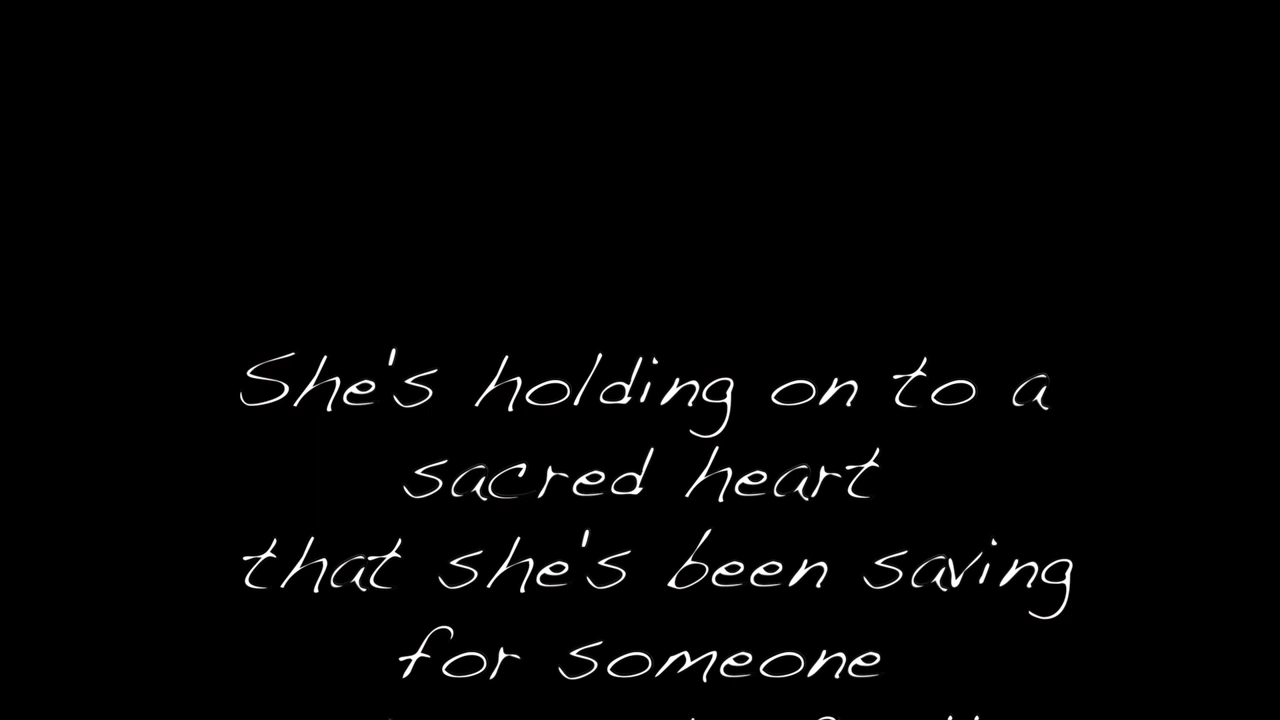 She's holding on to a
sacred heart
that she's been saving
for someone